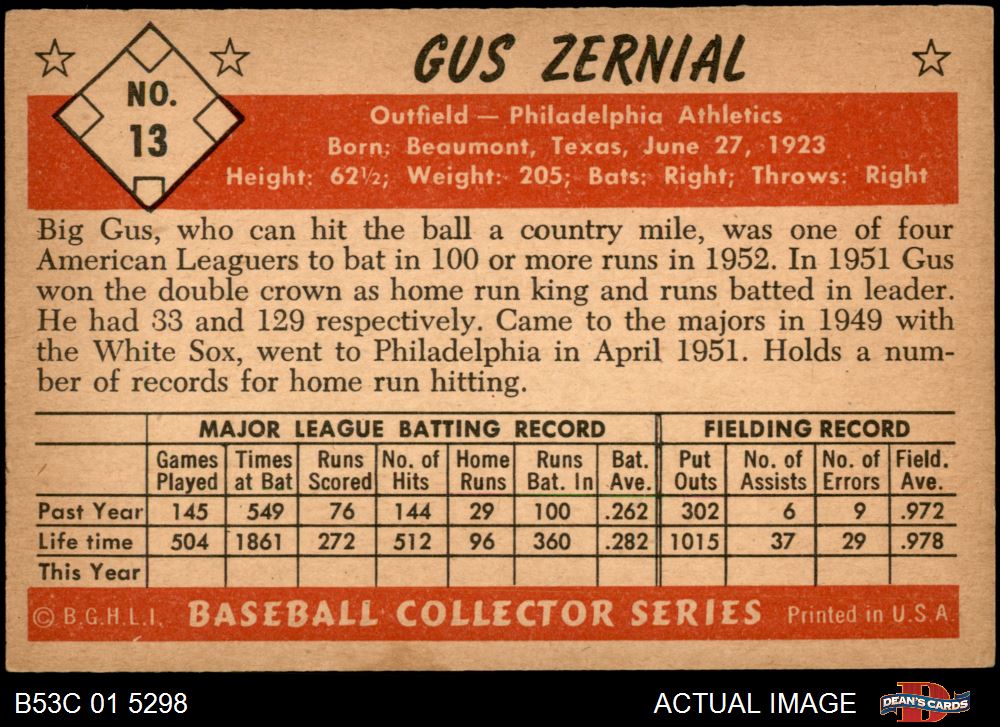 GUS ZERNIAL
NO.
13
Outfield — Philadelphia Athletics
Born: Beaumont, Texas, June 27, 1923
Height: 62½; Weight: 205; Bats: Right; Throws: Right
Big Gus, who can hit the ball a country mile, was one of four
American Leaguers to bat in 100 or more runs in 1952. In 1951 Gus
won the double crown as home run king and runs batted in leader.
He had 33 and 129 respectively. Came to the majors in 1949 with
the White Sox, went to Philadelphia in April 1951. Holds a num-
ber of records for home run hitting.
MAJOR LEAGUE BATTING RECORD FIELDING RECORD
Games Times Runs No. of Home Runs Bat. Put No. of No. of Field.
Played at Bat Scored Hits Runs Bat. In Ave. Outs Assists Errors Ave.
Past Year 145 549 76 144 29 100 .262 302 6 9 .972
Life time 504 1861 272 512 96 360 .282 1015 37 29 .978
This Year
© B.G.H.L.I. BASEBALL COLLECTOR SERIES Printed in U.S.A.
B53C 01 5298 ACTUAL IMAGE D DEAN'S CARDS